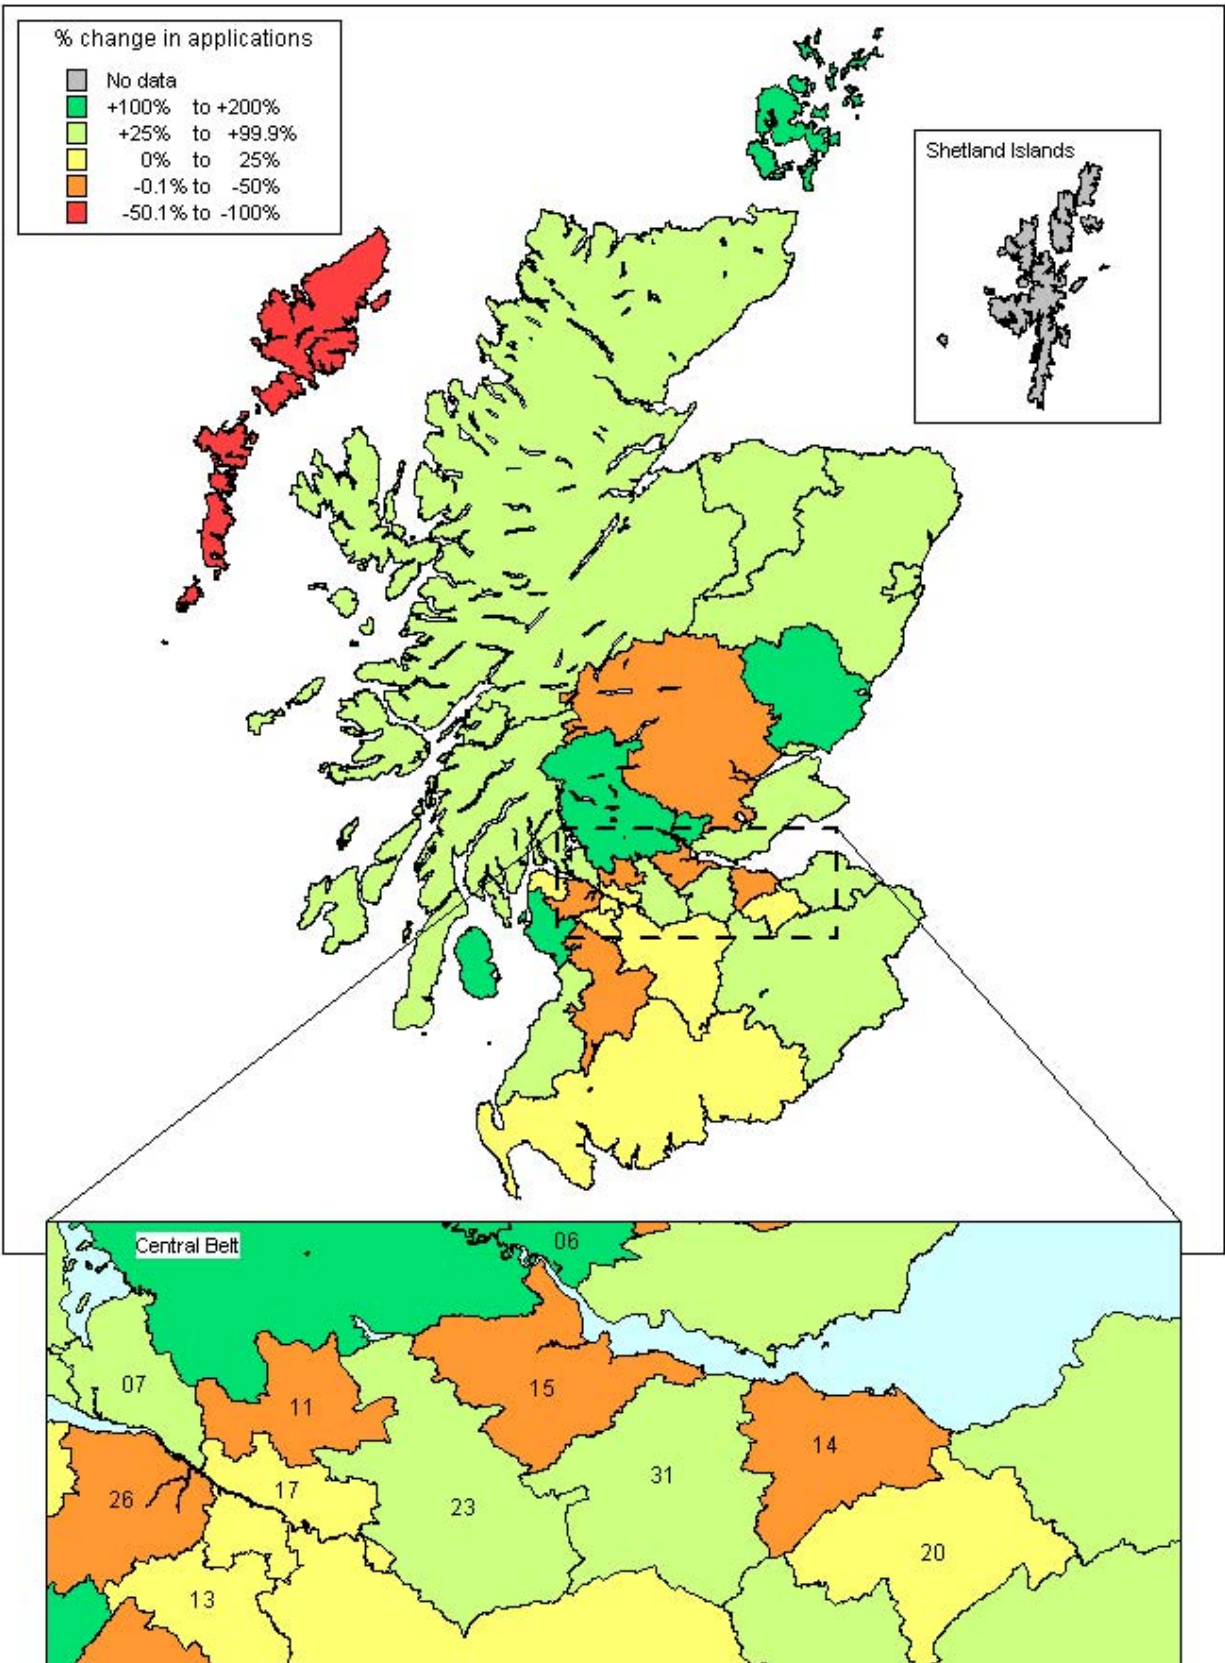 % change in applications
No data
+100% to +200%
+25% to +99.9%
0% to 25%
-0.1% to -50%
-50.1% to -100%
Shetland Islands
Central Belt
06
07
15
11
14
31
17
26
23
20
13